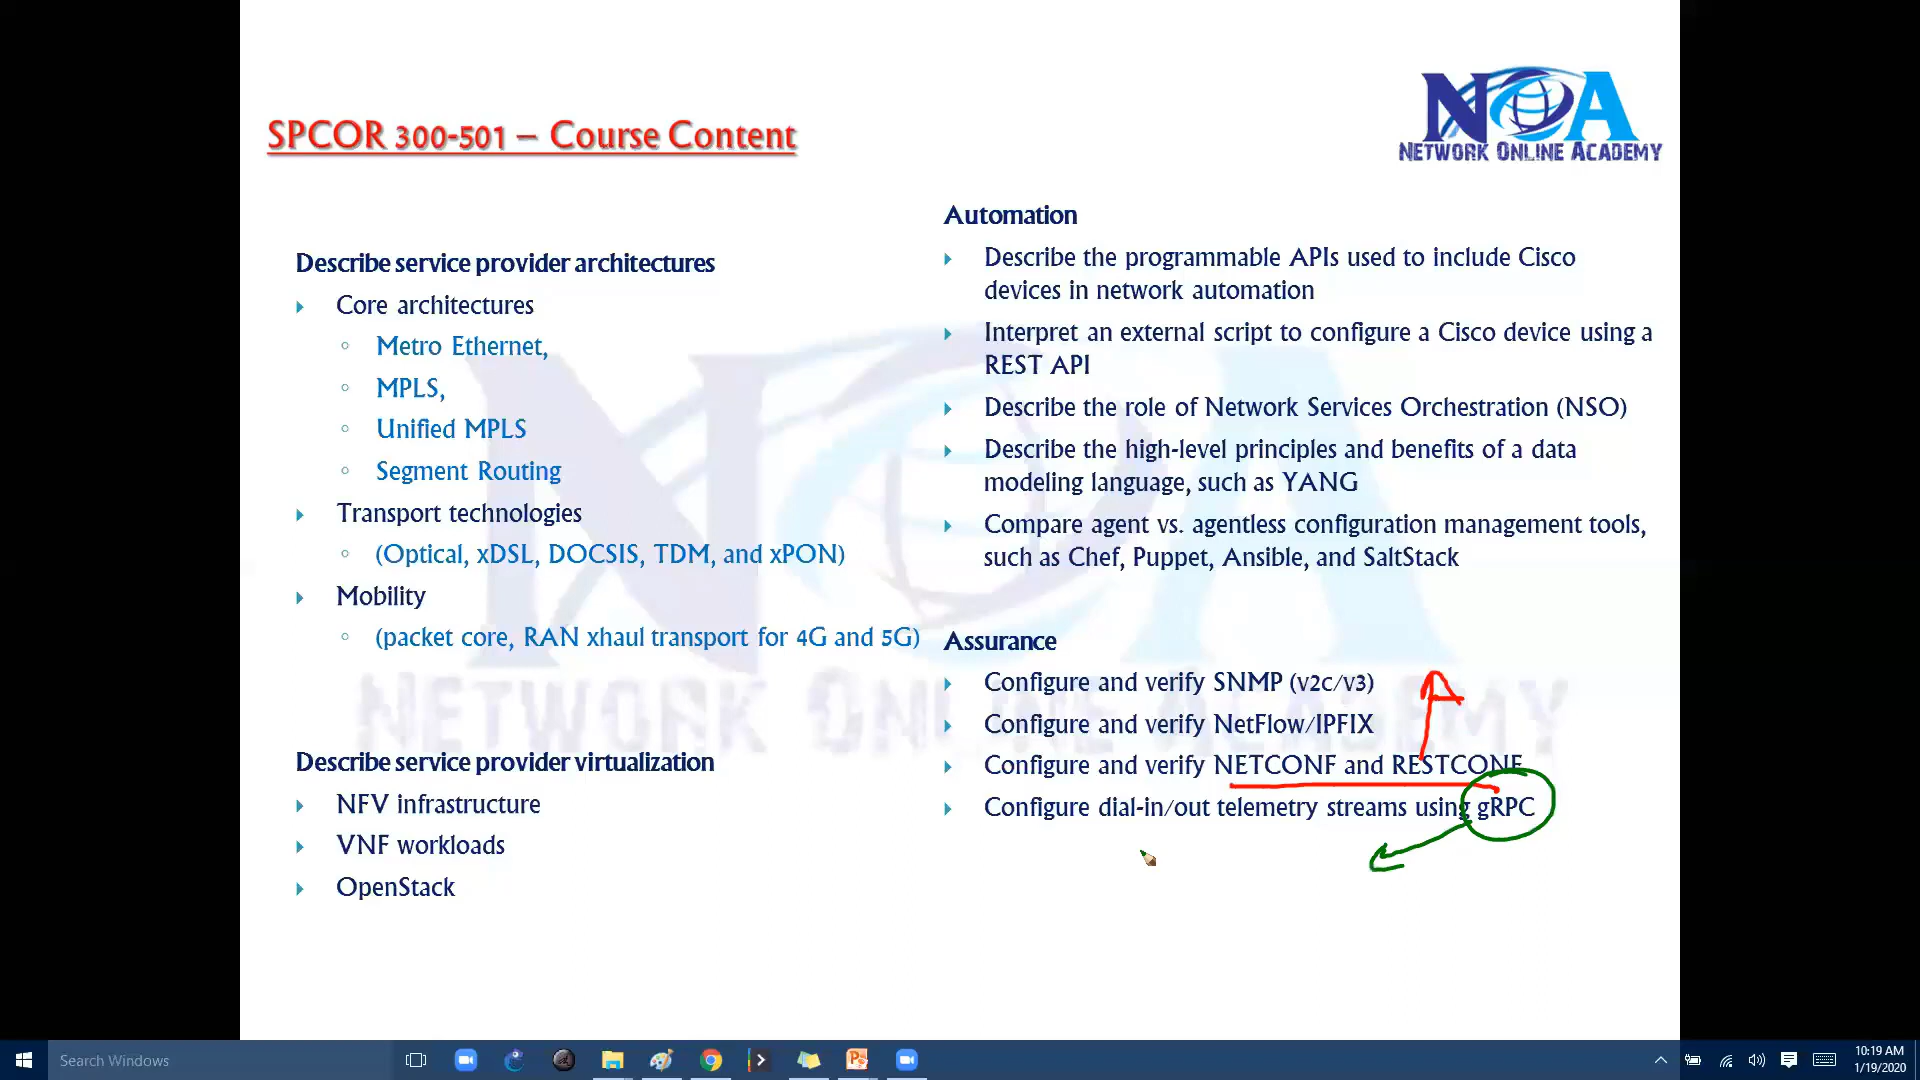 SPCOR 300-501 – Course Content
NOA
NETWORK ONLINE ACADEMY
Describe service provider architectures
Core architectures
Metro Ethernet,
MPLS,
Unified MPLS
Segment Routing
Transport technologies
(Optical, xDSL, DOCSIS, TDM, and xPON)
Mobility
(packet core, RAN xhaul transport for 4G and 5G)
Describe service provider virtualization
NFV infrastructure
VNF workloads
OpenStack
Automation
Describe the programmable APIs used to include Cisco
devices in network automation
Interpret an external script to configure a Cisco device using a
REST API
Describe the role of Network Services Orchestration (NSO)
Describe the high-level principles and benefits of a data
modeling language, such as YANG
Compare agent vs. agentless configuration management tools,
such as Chef, Puppet, Ansible, and SaltStack
Assurance
Configure and verify SNMP (v2c/v3)
Configure and verify NetFlow/IPFIX
Configure and verify NETCONF and RESTCONF
Configure dial-in/out telemetry streams using gRPC
NOA
NETWORK ONLINE ACADEMY
Search Windows
10:19 AM
1/19/2020